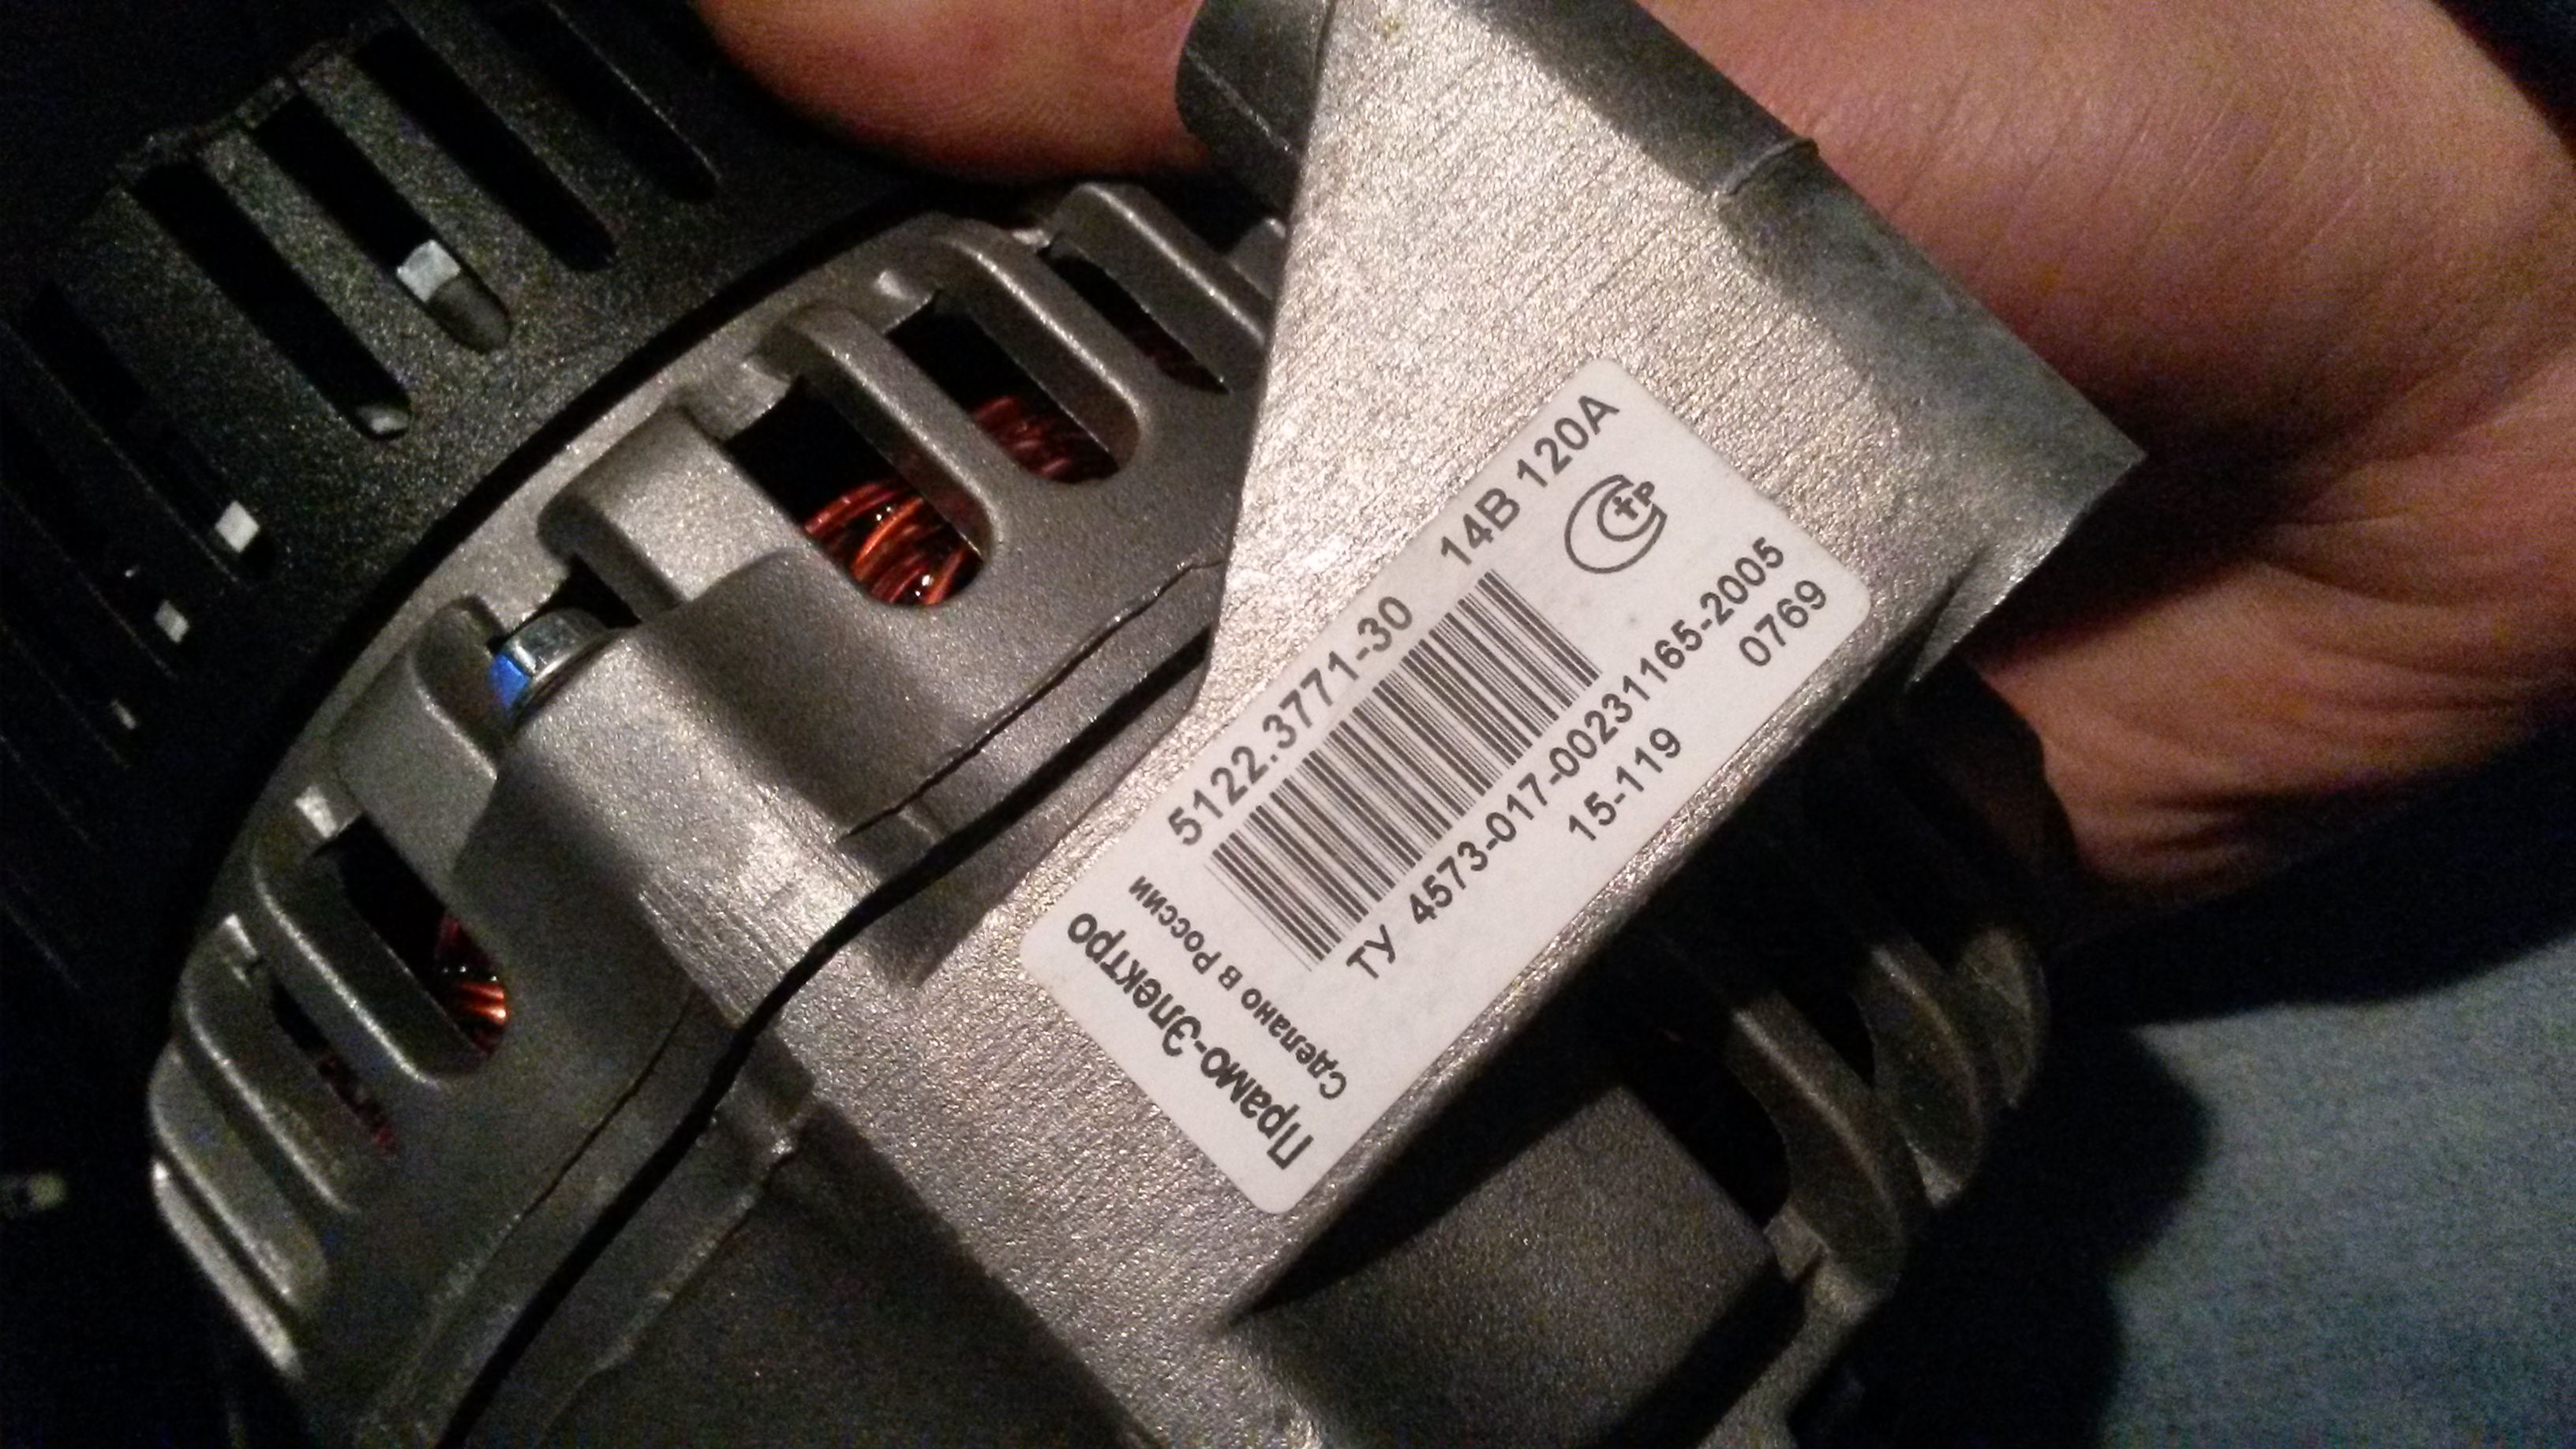 5122.3771-30 14В 120А
ТУ 4573-017-00231165-2005
15-119 0769
Прамо-Электро
Сделано в России